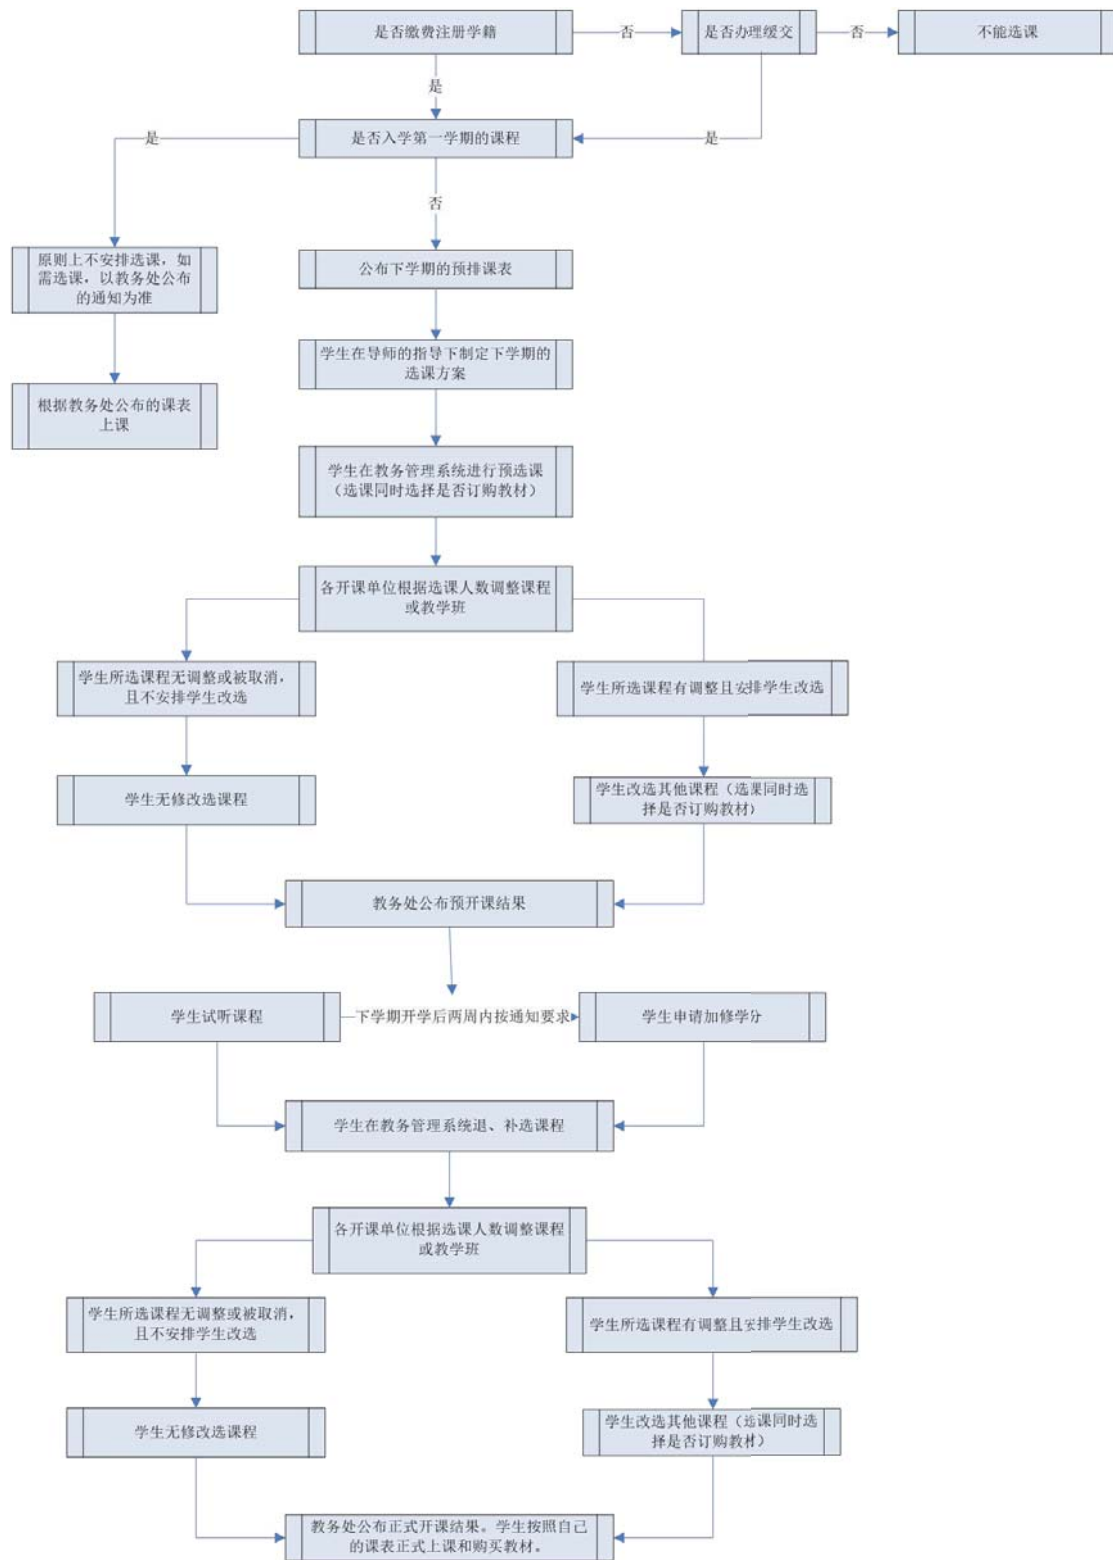 是否缴费注册学籍
否
是否办理缓交
否
不能选课
是
是
是否入学第一学期的课程
是
否
原则上不安排选课，如
需选课，以教务处公布
的通知为准
公布下学期的预排课表
学生在导师的指导下制定下学期的
选课方案
根据教务处公布的课表
上课
学生在教务管理系统进行预选课
（选课同时选择是否订购教材）
各开课单位根据选课人数调整课程
或教学班
学生所选课程无调整或被取消，
且不安排学生改选
学生所选课程有调整且安排学生改选
学生无修改选课程
学生改选其他课程（选课同时选
择是否订购教材）
教务处公布预开课结果
学生试听课程
下学期开学后两周内按通知要求
学生申请加修学分
学生在教务管理系统退、补选课程
各开课单位根据选课人数调整课程
或教学班
学生所选课程无调整或被取消，
且不安排学生改选
学生所选课程有调整且安排学生改选
学生无修改选课程
学生改选其他课程（选课同时选
择是否订购教材）
教务处公布正式开课结果。学生按照自己
的课表正式上课和购买教材。